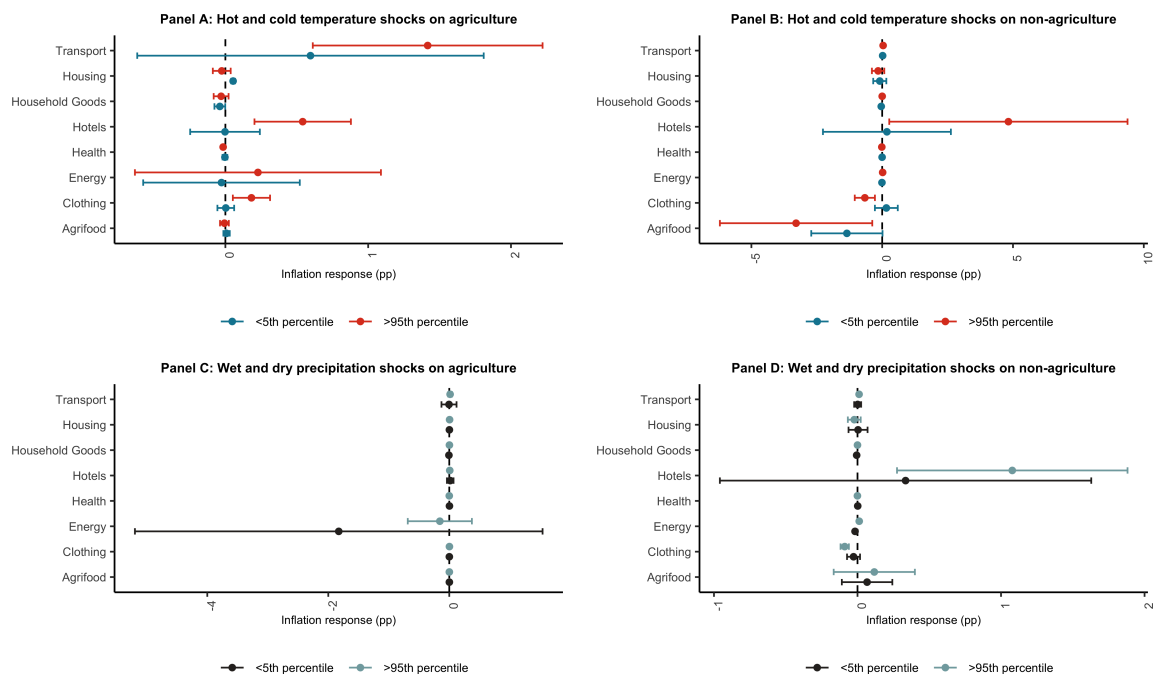 Panel A: Hot and cold temperature shocks on agriculture
Transport
Housing
Household Goods
Hotels
Health
Energy
Clothing
Agrifood
0
1
2
Inflation response (pp)
<5th percentile
>95th percentile
Panel B: Hot and cold temperature shocks on non-agriculture
Transport
Housing
Household Goods
Hotels
Health
Energy
Clothing
Agrifood
-5
0
5
10
Inflation response (pp)
<5th percentile
>95th percentile
Panel C: Wet and dry precipitation shocks on agriculture
Transport
Housing
Household Goods
Hotels
Health
Energy
Clothing
Agrifood
-4
-2
0
Inflation response (pp)
<5th percentile
>95th percentile
Panel D: Wet and dry precipitation shocks on non-agriculture
Transport
Housing
Household Goods
Hotels
Health
Energy
Clothing
Agrifood
-1
0
1
2
Inflation response (pp)
<5th percentile
>95th percentile